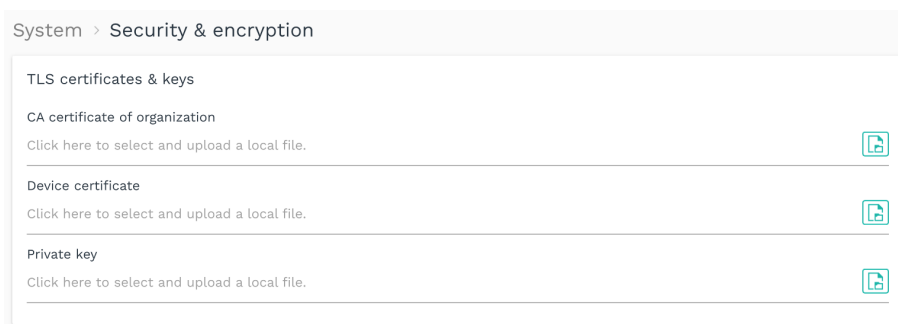 System > Security & encryption
TLS certificates & keys
CA certificate of organization
Click here to select and upload a local file.
Device certificate
Click here to select and upload a local file.
Private key
Click here to select and upload a local file.